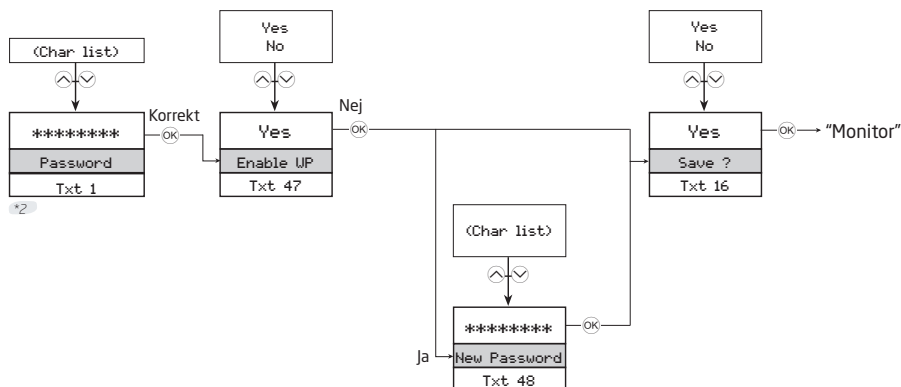 (Char list)
********
Password
Txt 1
*2
Korrekt
OK
Yes
No
Yes
Enable WP
Txt 47
Nej
OK
(Char list)
Ja
********
New Password
Txt 48
OK
Yes
No
Yes
Save ?
Txt 16
OK
“Monitor”